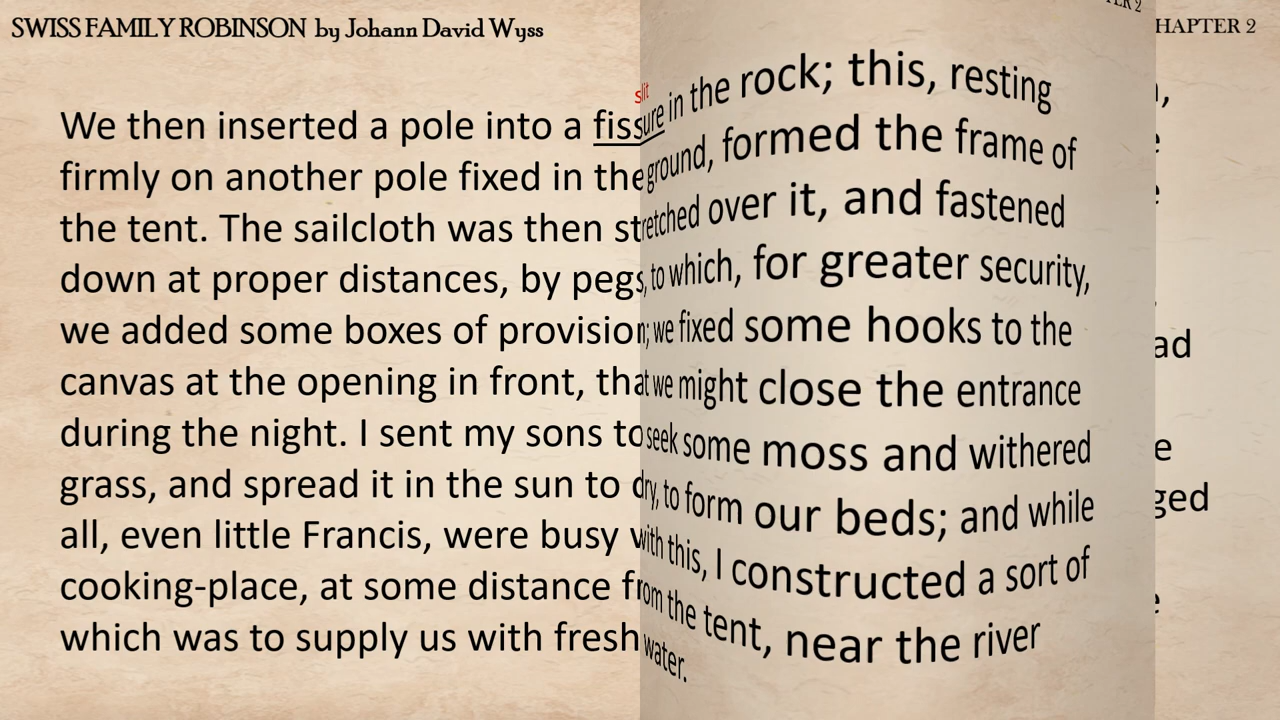 SWISS FAMILY ROBINSON by Johann David Wyss
HAPTER 2
TER 2
slit
We then inserted a pole into a fissure in the rock; this, resting
firmly on another pole fixed in the ground, formed the frame of
the tent. The sailcloth was then stretched over it, and fastened
down at proper distances, by pegs, to which, for greater security,
we added some boxes of provision; we fixed some hooks to the
canvas at the opening in front, that we might close the entrance
during the night. I sent my sons to seek some moss and withered
grass, and spread it in the sun to dry, to form our beds; and while
all, even little Francis, were busy with this, I constructed a sort of
cooking-place, at some distance from the tent, near the river
which was to supply us with fresh water.
ad
ged